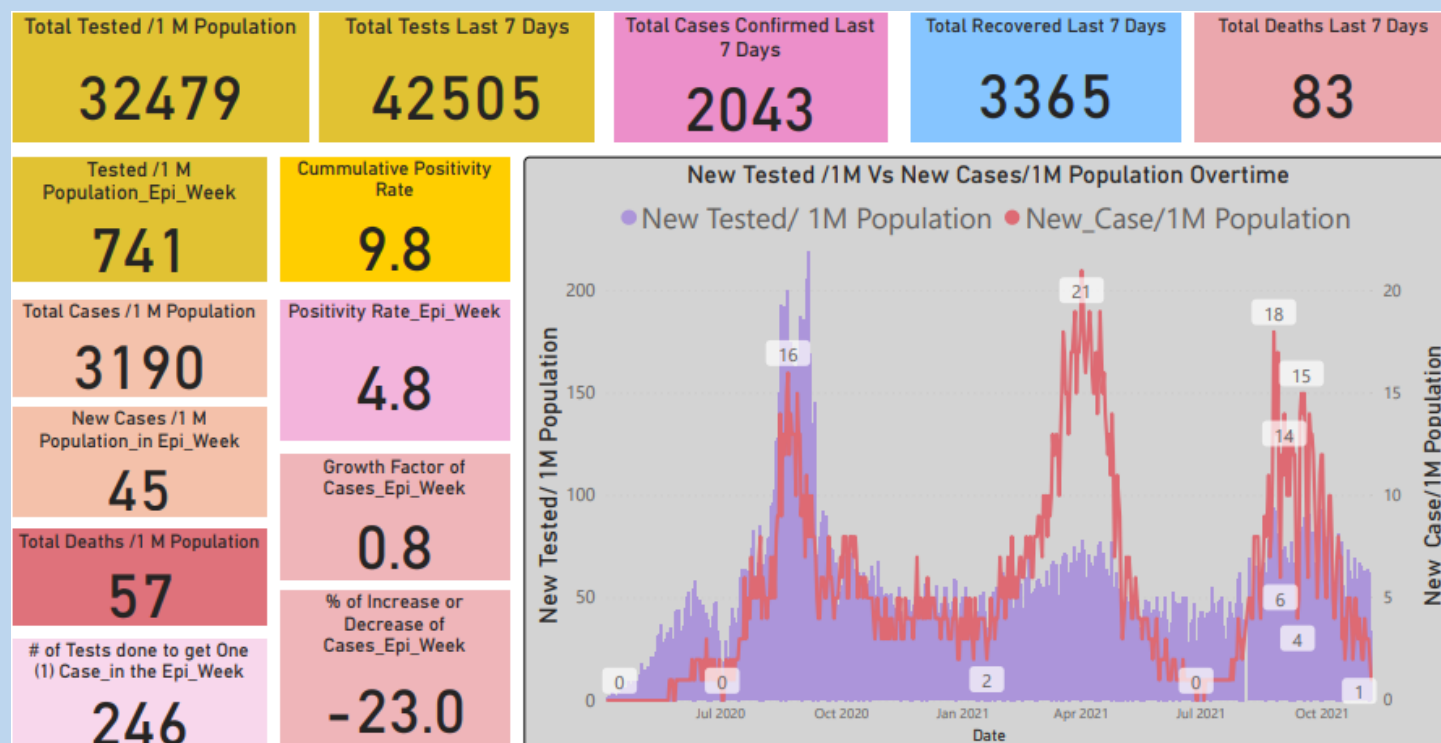 Total Tested /1 M Population
32479
Total Tests Last 7 Days
42505
Total Cases Confirmed Last
7 Days
2043
Total Recovered Last 7 Days
3365
Total Deaths Last 7 Days
83
Tested /1 M
Population_Epi_Week
741
Cummulative Positivity
Rate
9.8
Total Cases /1 M Population
3190
Positivity Rate_Epi_Week
4.8
New Cases /1 M
Population_in Epi_Week
45
Growth Factor of
Cases_Epi_Week
0.8
Total Deaths /1 M Population
57
% of Increase or
Decrease of
Cases_Epi_Week
-23.0
# of Tests done to get One
(1) Case_in the Epi_Week
246
New Tested /1M Vs New Cases/1M Population Overtime
New Tested/ 1M Population
New_Case/1M Population
New Tested/ 1M Population
200
150
100
50
0
0
0
16
2
21
0
18
15
14
6
4
1
20
15
10
5
0
New_Case/1M Population
Jul 2020
Oct 2020
Jan 2021
Apr 2021
Jul 2021
Oct 2021
Date